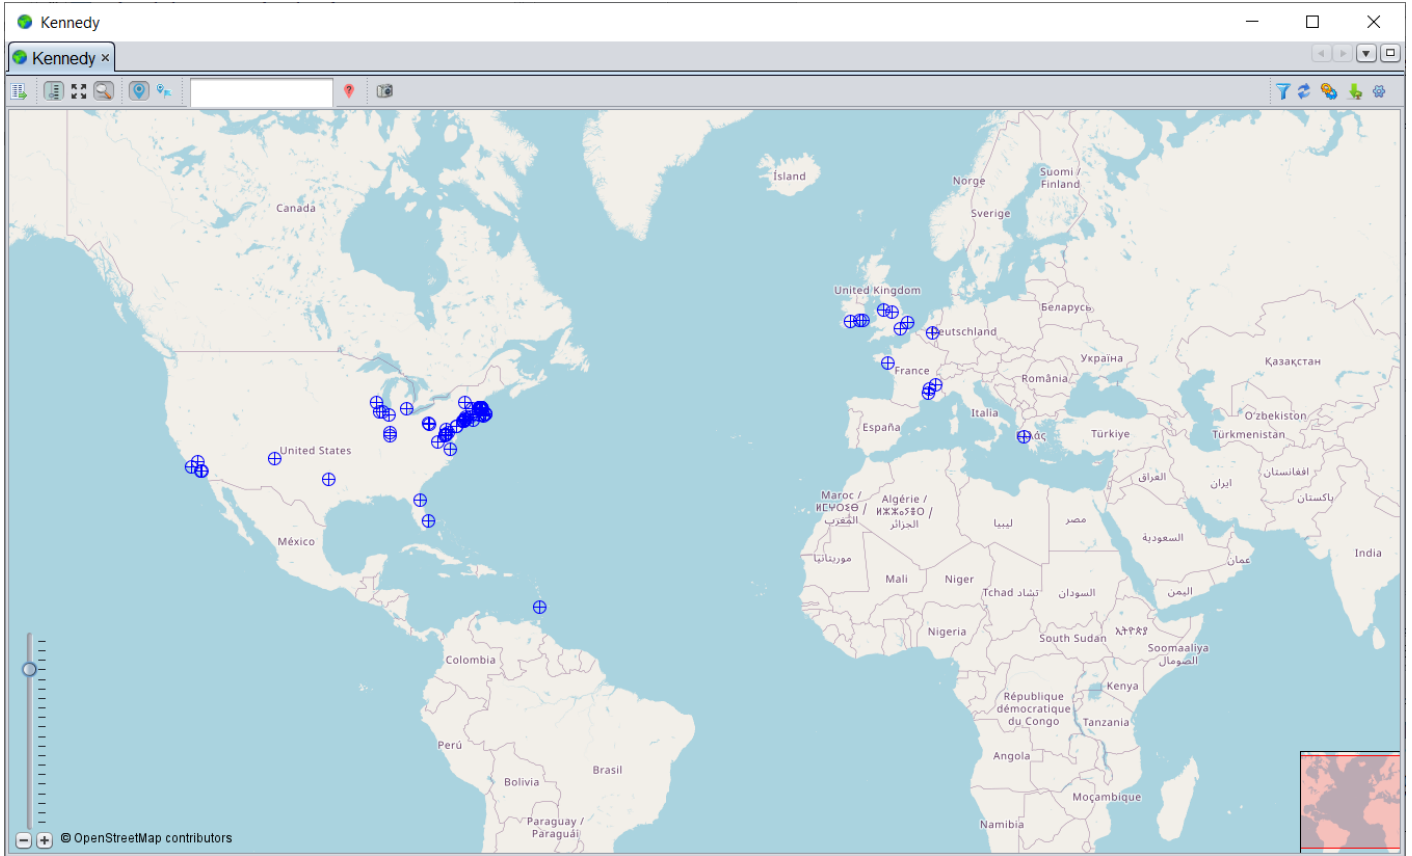 Kennedy
Kennedy ×
Ísland
Suomi /
Finland
Norge
Sverige
Canada
United Kingdom
Беларусь
eutschland
Україна
Қазақстан
France
România
Italia
O'zbekiston
España
Türkiye
Türkmenistan
United States
افغانستان
العراق
ایران
پاکستان
Maroc /
ⵍⵎⵖⵔⵉⴱ /
المغرب
Algérie /
الجزائر
ليبيا
مصر
México
السعودية
India
عمان
موريتانيا
Mali
Niger
Tchad تشاد
السودان
اليمن
Nigeria
South Sudan
Soomaaliya
الصومال
Colombia
Kenya
République
démocratique
du Congo
Tanzania
Perú
Angola
Brasil
Bolivia
Moçambique
Paraguay /
Paraguái
Namibia
© OpenStreetMap contributors